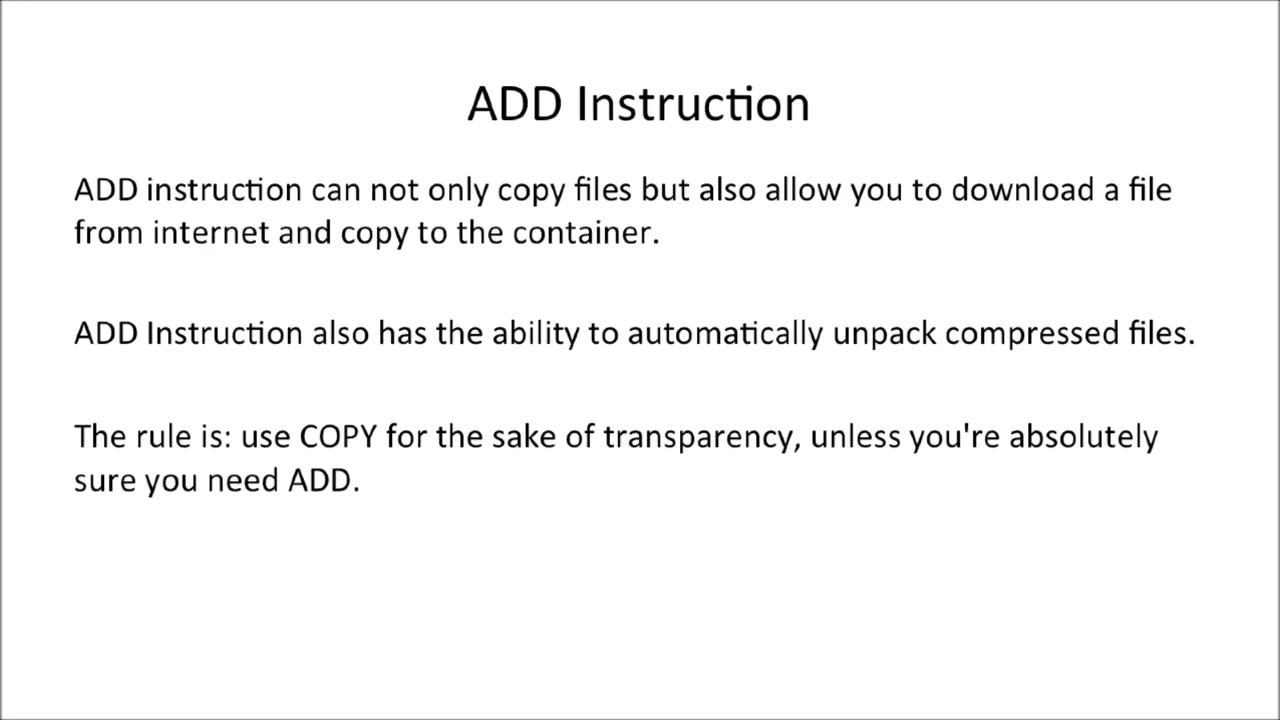 ADD Instruction
ADD instruction can not only copy files but also allow you to download a file
from internet and copy to the container.
ADD Instruction also has the ability to automatically unpack compressed files.
The rule is: use COPY for the sake of transparency, unless you're absolutely
sure you need ADD.